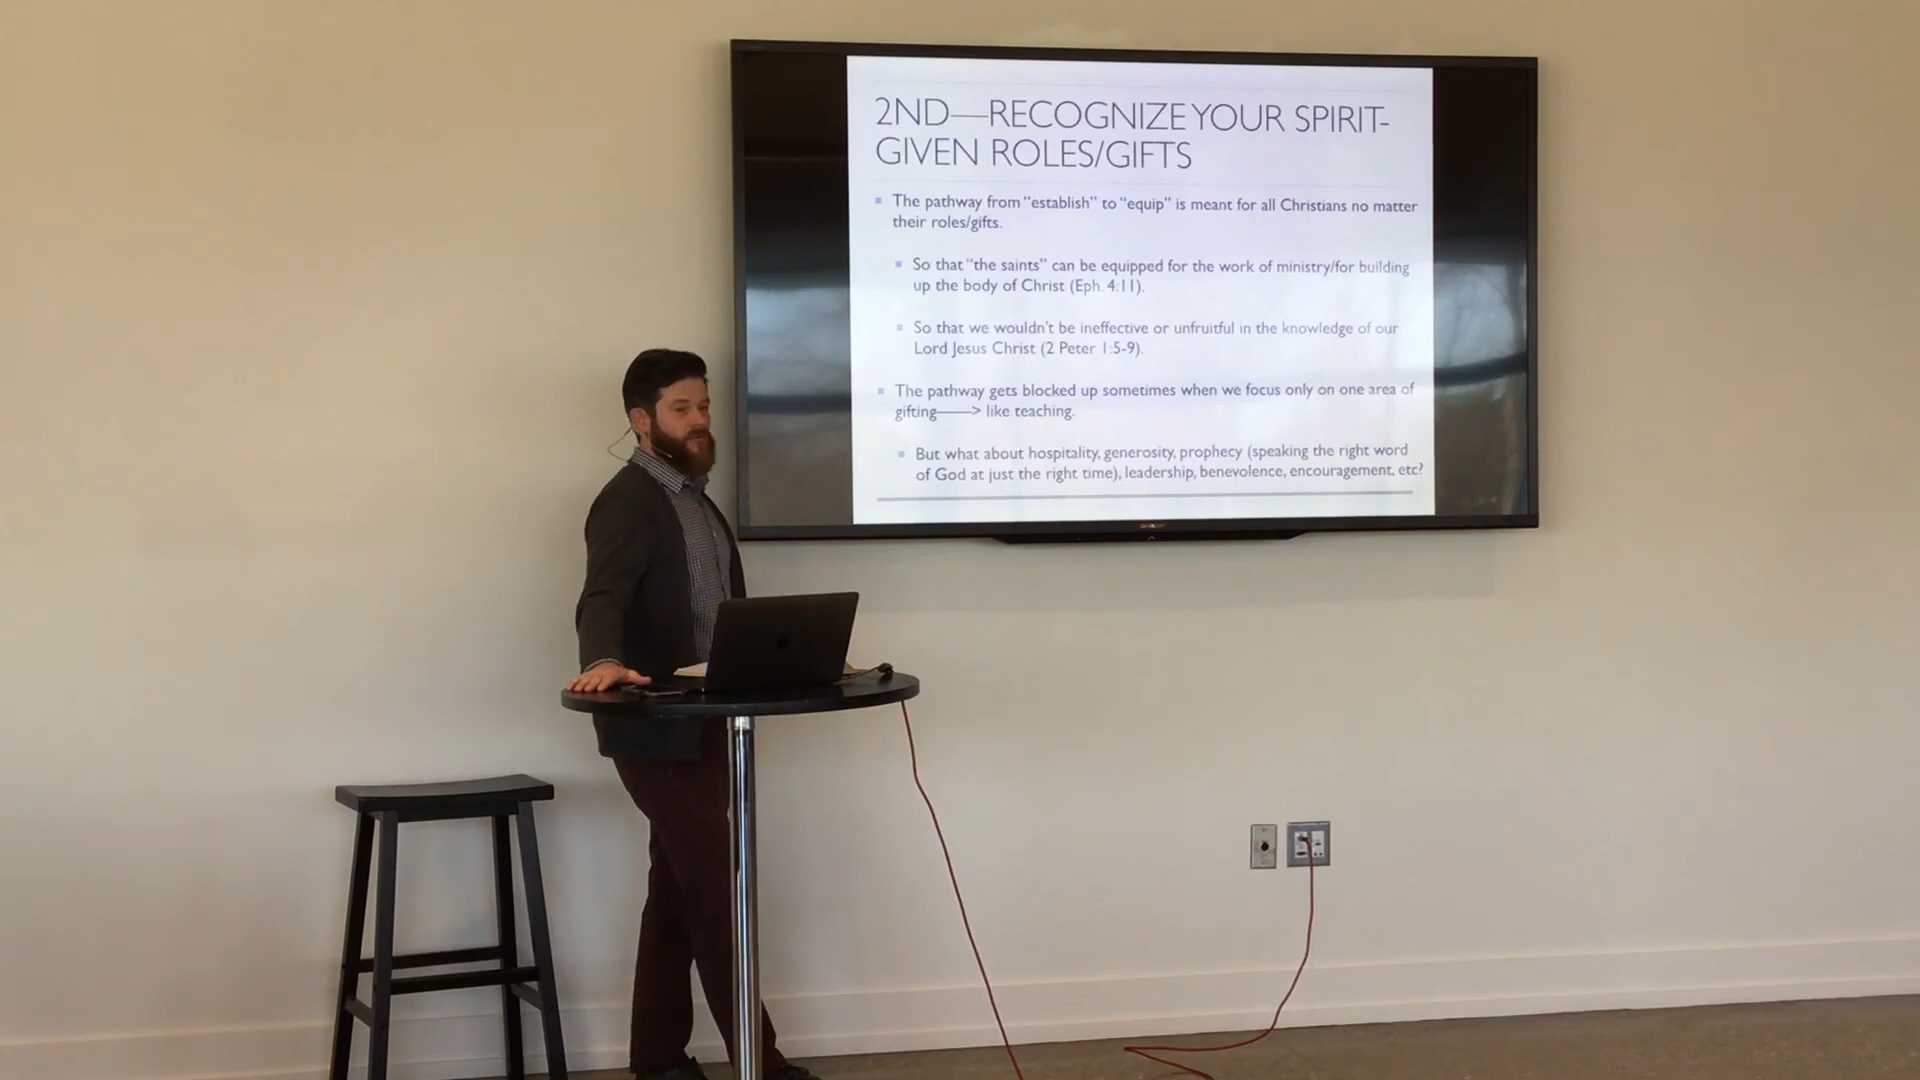 2ND—RECOGNIZE YOUR SPIRIT-
GIVEN ROLES/GIFTS
The pathway from "establish" to "equip" is meant for all Christians no matter
their roles/gifts.
So that "the saints" can be equipped for the work of ministry/for building
up the body of Christ (Eph. 4:11).
So that we wouldn't be ineffective or unfruitful in the knowledge of our
Lord Jesus Christ (2 Peter 1:5-9).
The pathway gets blocked up sometimes when we focus only on one area of
gifting——> like teaching.
But what about hospitality, generosity, prophecy (speaking the right word
of God at just the right time), leadership, benevolence, encouragement, etc?
SHARP